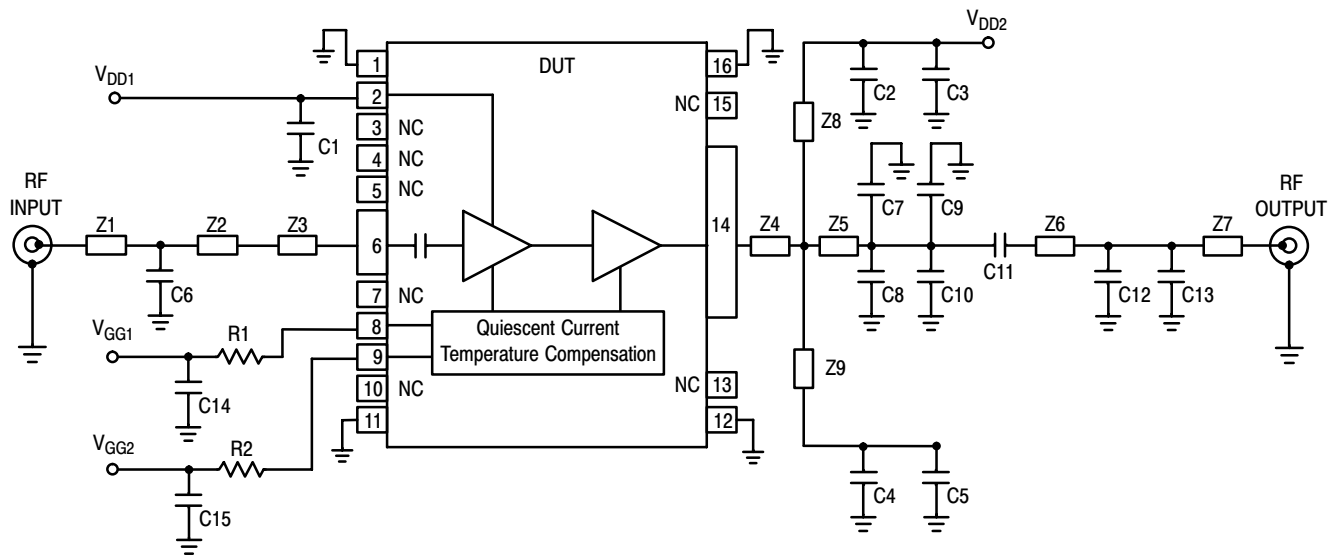 V_DD2
1
DUT
16
V_DD1
2
NC
15
C2
C3
3
NC
Z8
C1
4
NC
5
NC
RF
INPUT
C7
C9
RF
OUTPUT
Z1
Z2
Z3
6
14
Z4
Z5
Z6
Z7
C11
C6
7
NC
C8
C10
C12
C13
V_GG1
R1
8
Quiescent Current
Temperature Compensation
9
Z9
C14
10
NC
NC
13
11
12
V_GG2
R2
C4
C5
C15